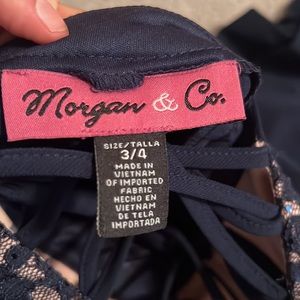 Morgan & Co.
SIZE/TALLA
3/4
MADE IN
VIETNAM
OF IMPORTED
FABRIC
HECHO EN
VIETNAM
DE TELA
IMPORTADA